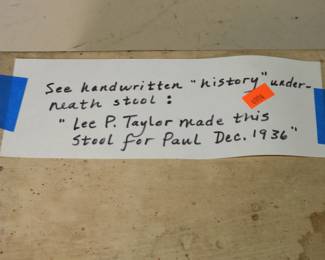 See handwritten "history" under-
neath stool :
" Lee P. Taylor made this
stool for Paul Dec. 1936"